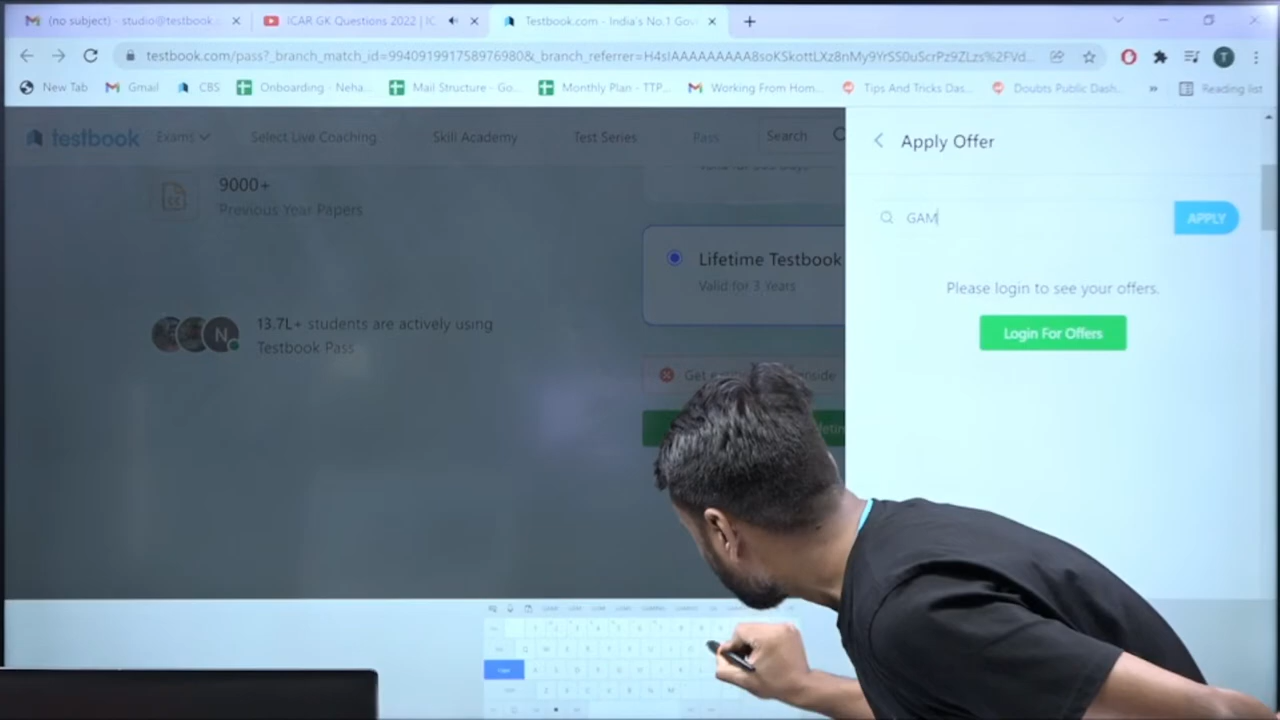 (no subject) - studio@testbook.
ICAR GK Questions 2022 | IC
Testbook.com - India's No.1 Gov
testbook.com/pass?_branch_match_id=994091991758976980&_branch_referrer=H4sIAAAAAAAAA8soKSkottLXz8nMy9YrSS0uScrPz9ZLzs%2FVd...
T
New Tab
Gmail
CBS
Onboarding - Neha...
Mail Structure - Go...
Monthly Plan - TTP...
Working From Hom...
Tips And Tricks Das...
Doubts Public Dash...
»
Reading list
testbook
Exams
Select Live Coaching
Skill Academy
Test Series
Pass
Search
Apply Offer
9000+
Previous Year Papers
GAM
APPLY
Lifetime Testbook
Valid for 3 Years
Please login to see your offers.
Login For Offers
N
13.7L+ students are actively using
Testbook Pass
Get